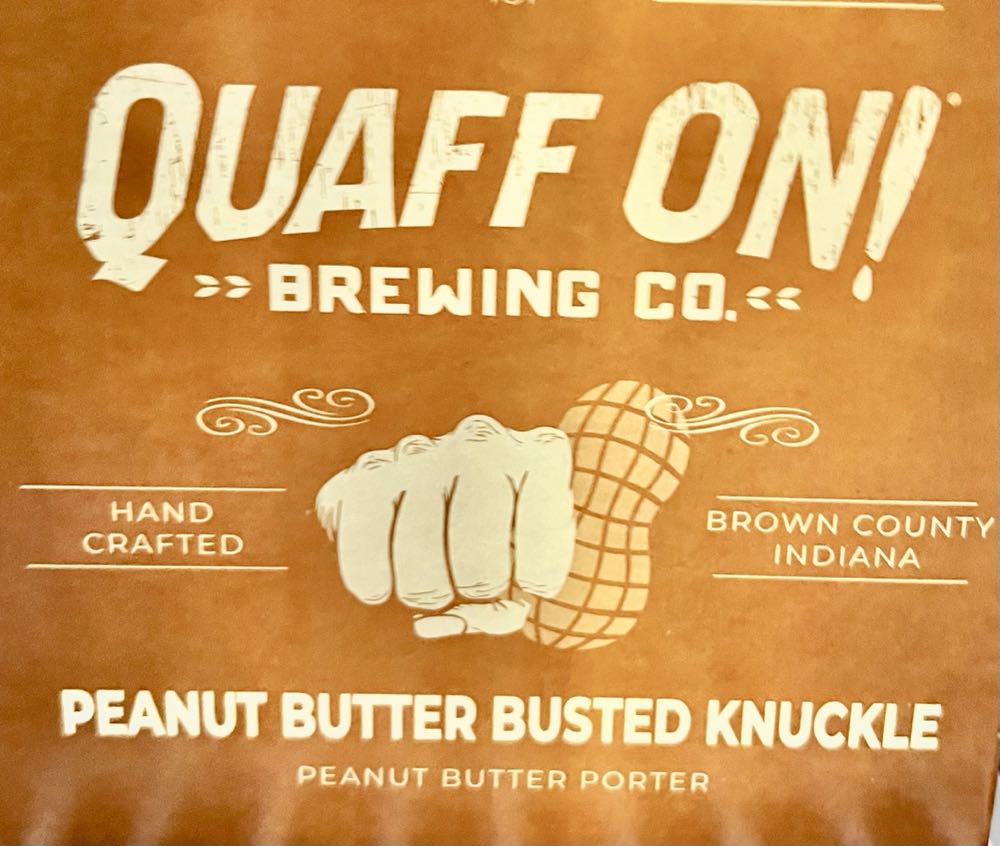 QUAFF ON!
BREWING CO.
HAND
CRAFTED
BROWN COUNTY
INDIANA
PEANUT BUTTER BUSTED KNUCKLE
PEANUT BUTTER PORTER